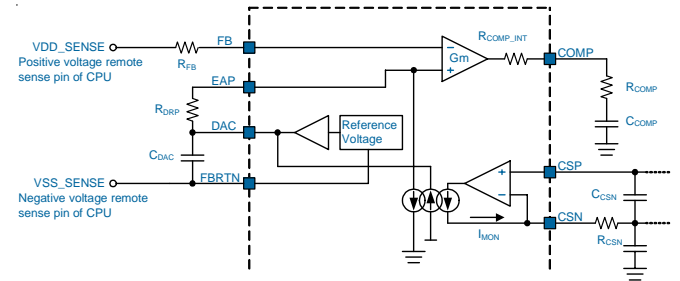 VDD_SENSE
Positive voltage remote
sense pin of CPU
RFB
FB
EAP
RDRP
DAC
CDAC
VSS_SENSE
Negative voltage remote
sense pin of CPU
FBRTN
Reference
Voltage
−
Gm
+
RCOMP_INT
COMP
RCOMP
CCOMP
+
−
IMON
CSP
CCSN
CSN
RCSN